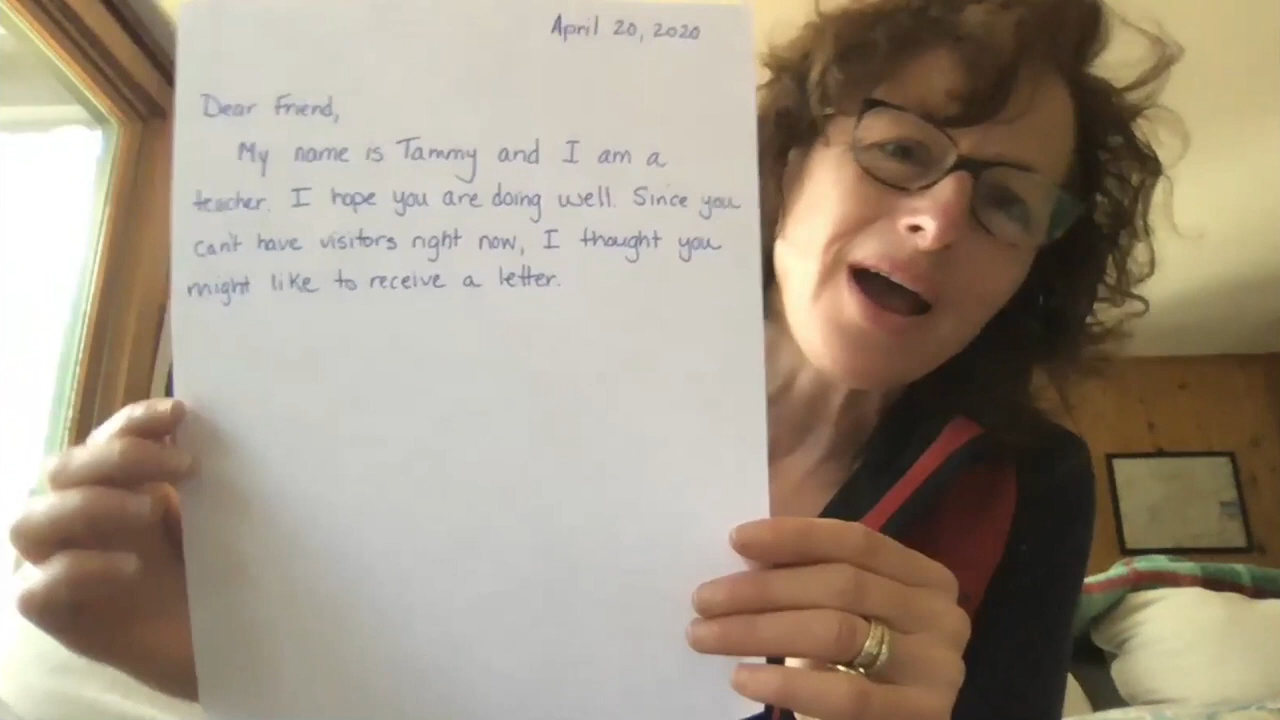 April 20, 2020
Dear Friend,
My name is Tammy and I am a
teacher. I hope you are doing well. Since you
can't have visitors right now, I thought you
might like to receive a letter.